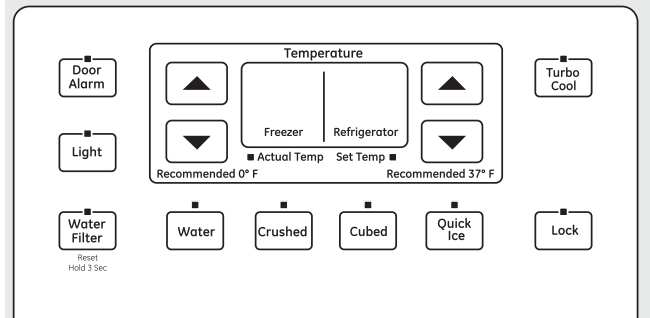 Temperature
Door
Alarm
Turbo
Cool
Freezer
Refrigerator
Light
Actual Temp
Set Temp
Recommended 0° F
Recommended 37° F
Water
Filter
Water
Crushed
Cubed
Quick
Ice
Lock
Reset
Hold 3 Sec